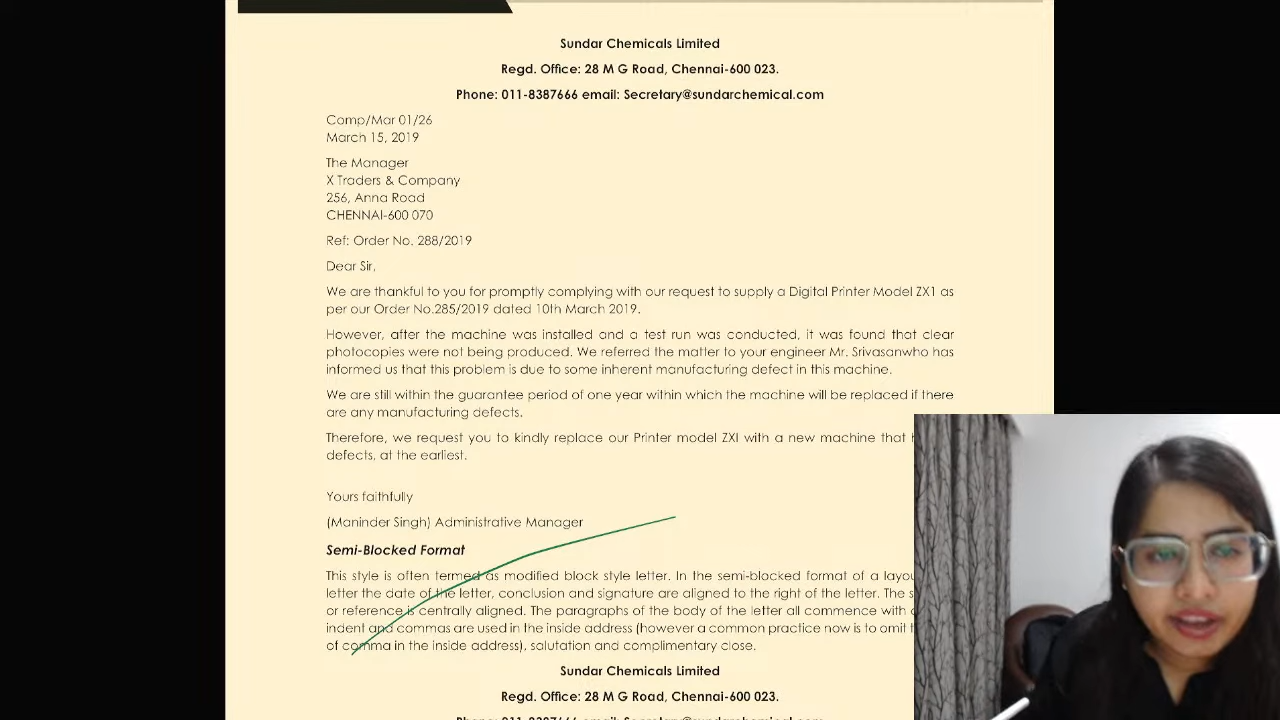 Sundar Chemicals Limited
Regd. Office: 28 M G Road, Chennai-600 023.
Phone: 011-8387666 email: Secretary@sundarchemical.com
Comp/Mar 01/26
March 15, 2019
The Manager
X Traders & Company
256, Anna Road
CHENNAI-600 070
Ref: Order No. 288/2019
Dear Sir,
We are thankful to you for promptly complying with our request to supply a Digital Printer Model ZX1 as
per our Order No.285/2019 dated 10th March 2019.
However, after the machine was installed and a test run was conducted, it was found that clear
photocopies were not being produced. We referred the matter to your engineer Mr. Srivasanwho has
informed us that this problem is due to some inherent manufacturing defect in this machine.
We are still within the guarantee period of one year within which the machine will be replaced if there
are any manufacturing defects.
Therefore, we request you to kindly replace our Printer model ZXI with a new machine that
defects, at the earliest.
Yours faithfully
(Maninder Singh) Administrative Manager
Semi-Blocked Format
This style is often termed as modified block style letter. In the semi-blocked format of a
letter the date of the letter, conclusion and signature are aligned to the right of the letter. The
or reference is centrally aligned. The paragraphs of the body of the letter all commence with
indent and commas are used in the inside address (however a common practice now is to omit
of comma in the inside address), salutation and complimentary close.
Sundar Chemicals Limited
Regd. Office: 28 M G Road, Chennai-600 023.
Phone: 011-8387666 email: Secretary@sundarchemical.com